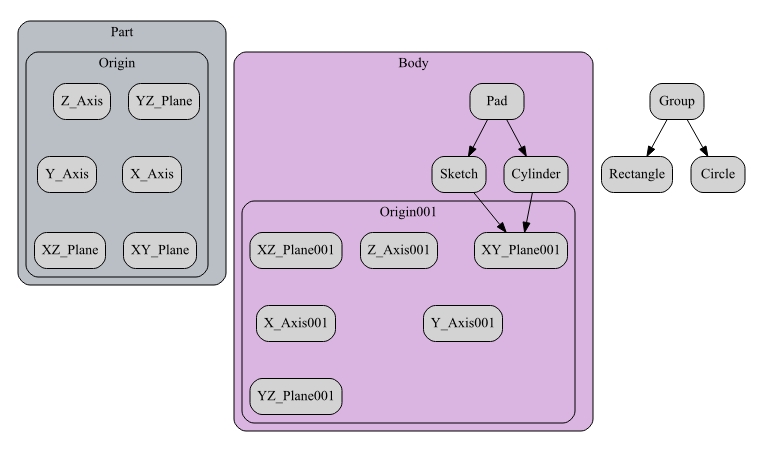 Part
Origin
Z_Axis
YZ_Plane
Y_Axis
X_Axis
XZ_Plane
XY_Plane
Body
Pad
Sketch
Cylinder
Origin001
XZ_Plane001
Z_Axis001
XY_Plane001
X_Axis001
Y_Axis001
YZ_Plane001
Group
Rectangle
Circle